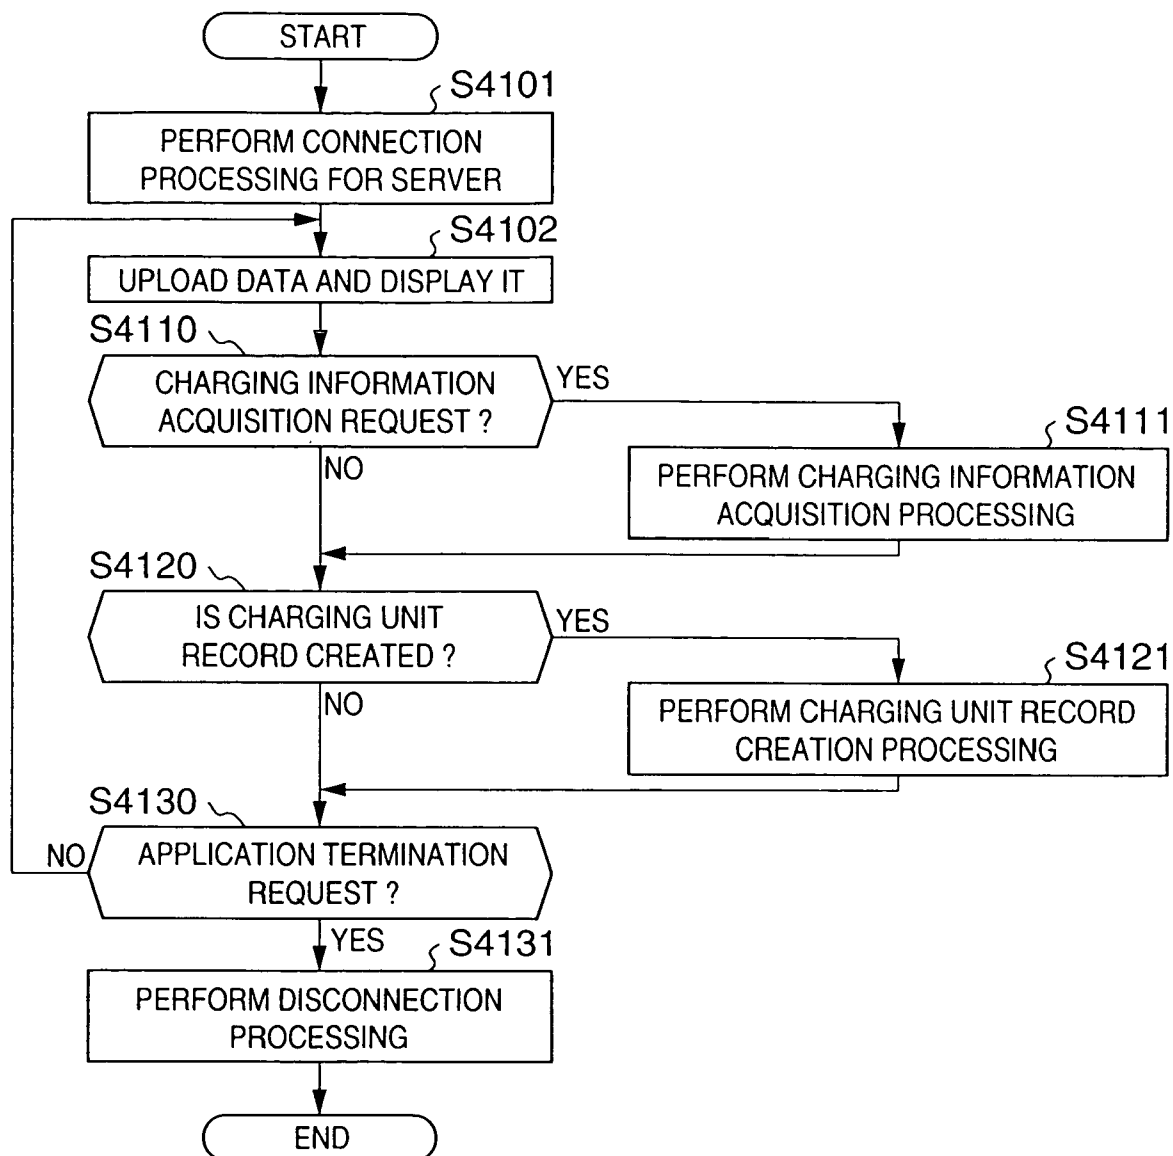 START
S4101
PERFORM CONNECTION
PROCESSING FOR SERVER
S4102
UPLOAD DATA AND DISPLAY IT
S4110
CHARGING INFORMATION
ACQUISITION REQUEST ?
YES
NO
S4111
PERFORM CHARGING INFORMATION
ACQUISITION PROCESSING
S4120
IS CHARGING UNIT
RECORD CREATED ?
YES
NO
S4121
PERFORM CHARGING UNIT RECORD
CREATION PROCESSING
S4130
APPLICATION TERMINATION
REQUEST ?
NO
YES
S4131
PERFORM DISCONNECTION
PROCESSING
END